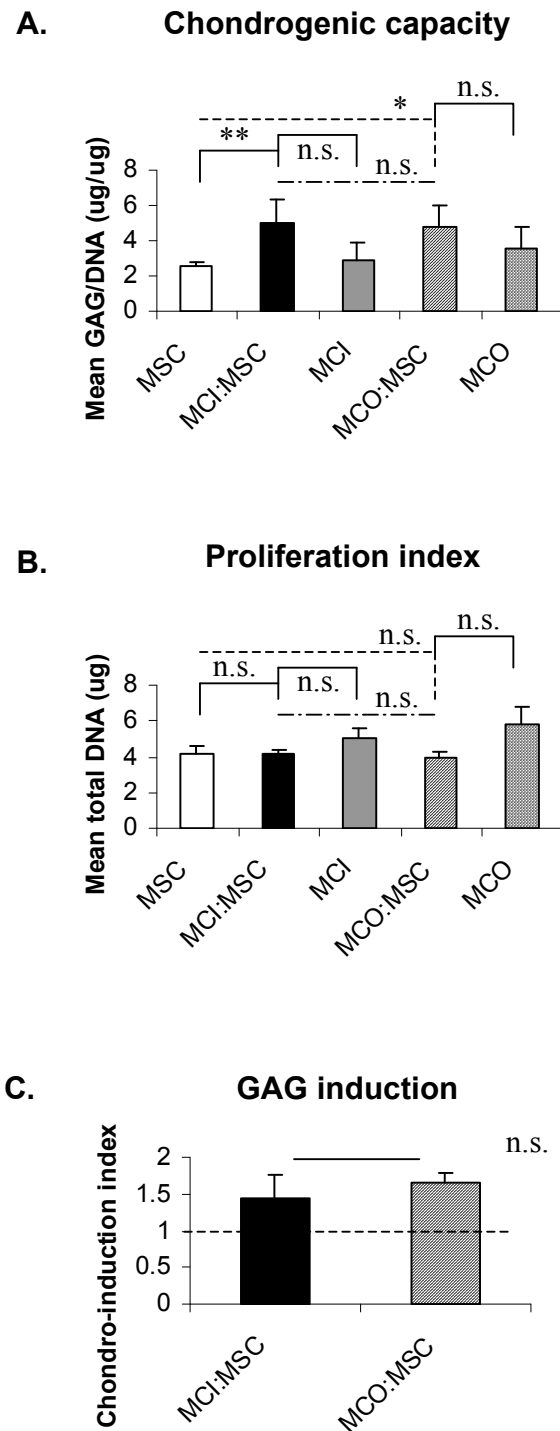 A. Chondrogenic capacity
n.s.
*
**
n.s.
n.s.
8
6
4
2
0
Mean GAG/DNA (ug/ug)
MSC
MCI:MSC
MCI
MCO:MSC
MCO
B. Proliferation index
n.s.
n.s.
n.s.
n.s.
n.s.
8
6
4
2
0
Mean total DNA (ug)
MSC
MCI:MSC
MCI
MCO:MSC
MCO
C. GAG induction
n.s.
2
1.5
1
0.5
0
Chondro-induction index
MCI:MSC
MCO:MSC